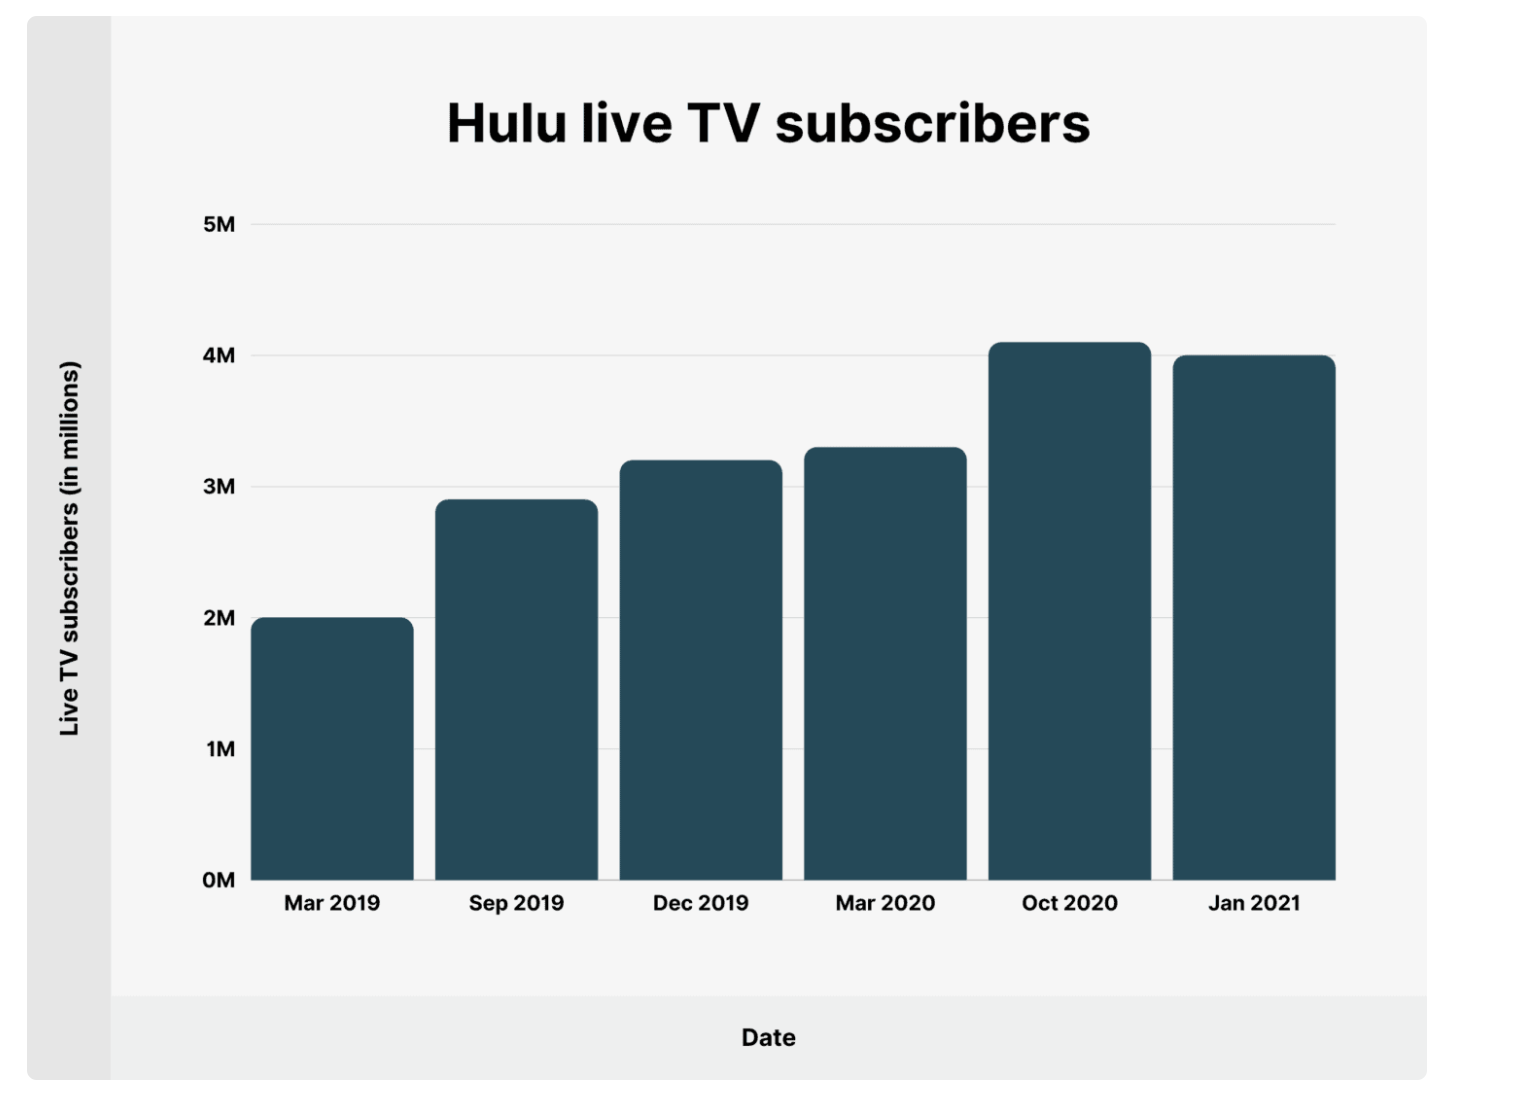 Hulu live TV subscribers
Live TV subscribers (in millions)
5M
4M
3M
2M
1M
0M
Mar 2019
Sep 2019
Dec 2019
Mar 2020
Oct 2020
Jan 2021
Date